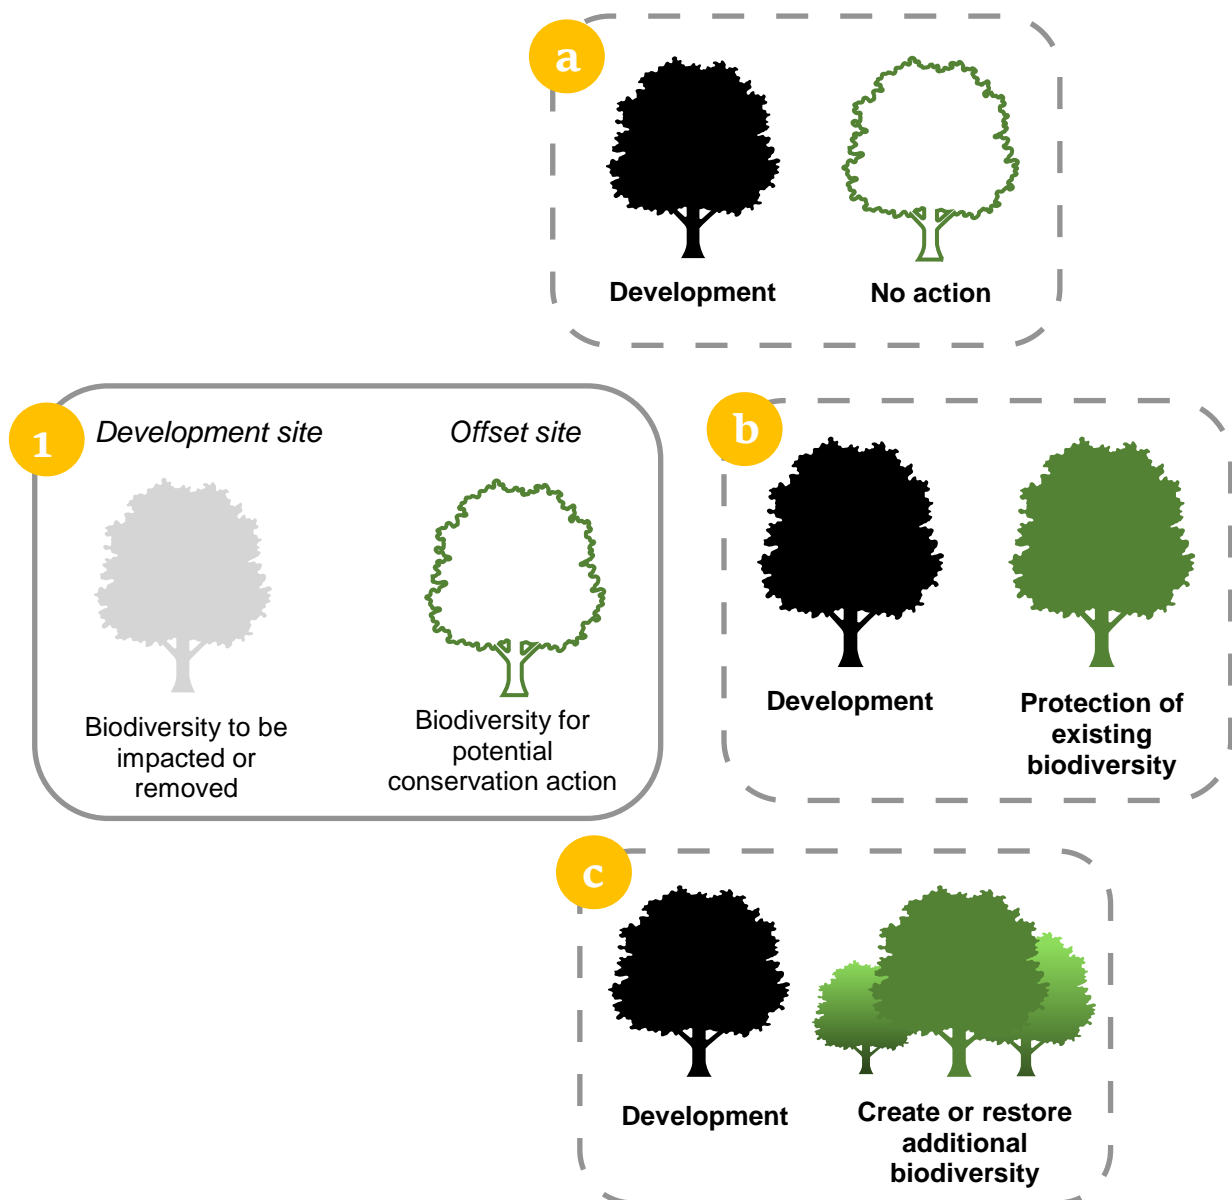 a
Development
No action
1
Development site
Offset site
Biodiversity to be
impacted or
removed
Biodiversity for
potential
conservation action
b
Development
Protection of
existing
biodiversity
c
Development
Create or restore
additional
biodiversity